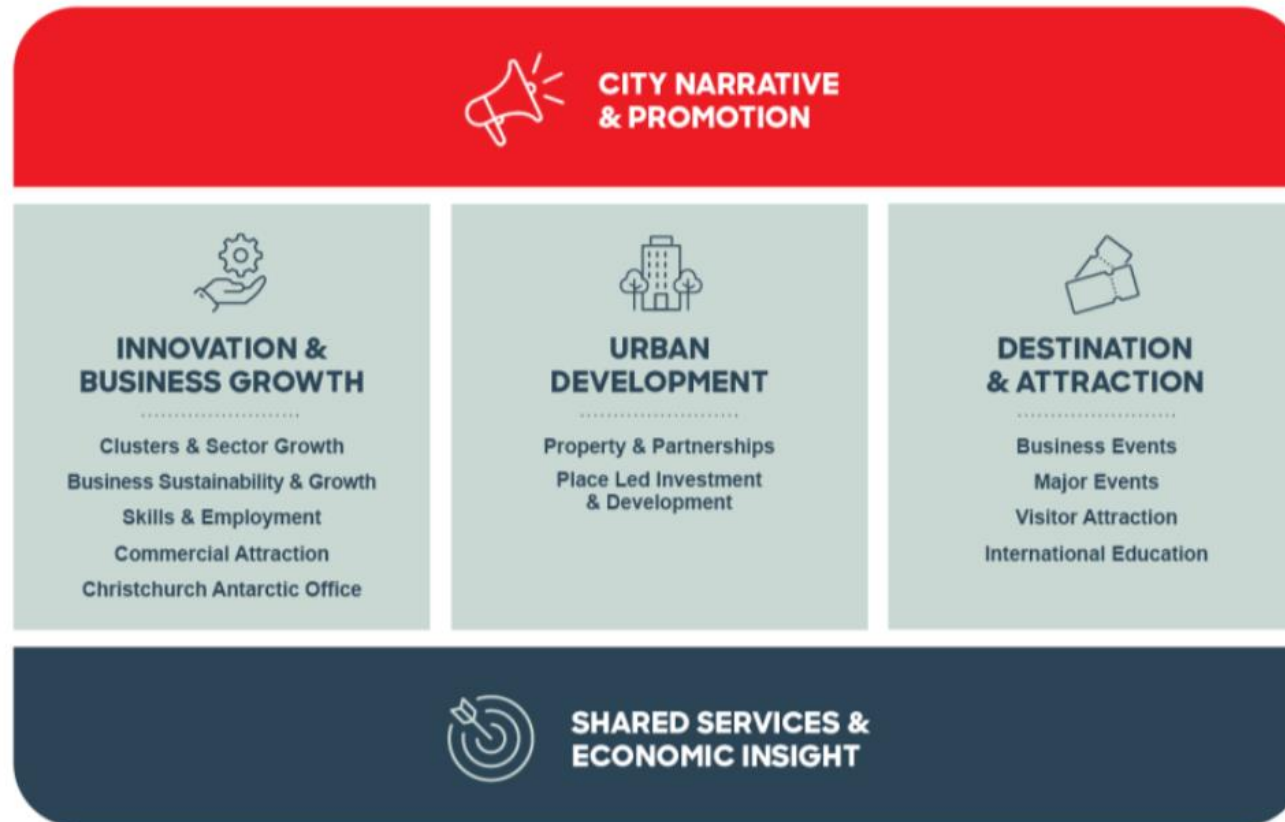 CITY NARRATIVE
& PROMOTION
INNOVATION &
BUSINESS GROWTH
Clusters & Sector Growth
Business Sustainability & Growth
Skills & Employment
Commercial Attraction
Christchurch Antarctic Office
URBAN
DEVELOPMENT
Property & Partnerships
Place Led Investment
& Development
DESTINATION
& ATTRACTION
Business Events
Major Events
Visitor Attraction
International Education
SHARED SERVICES &
ECONOMIC INSIGHT